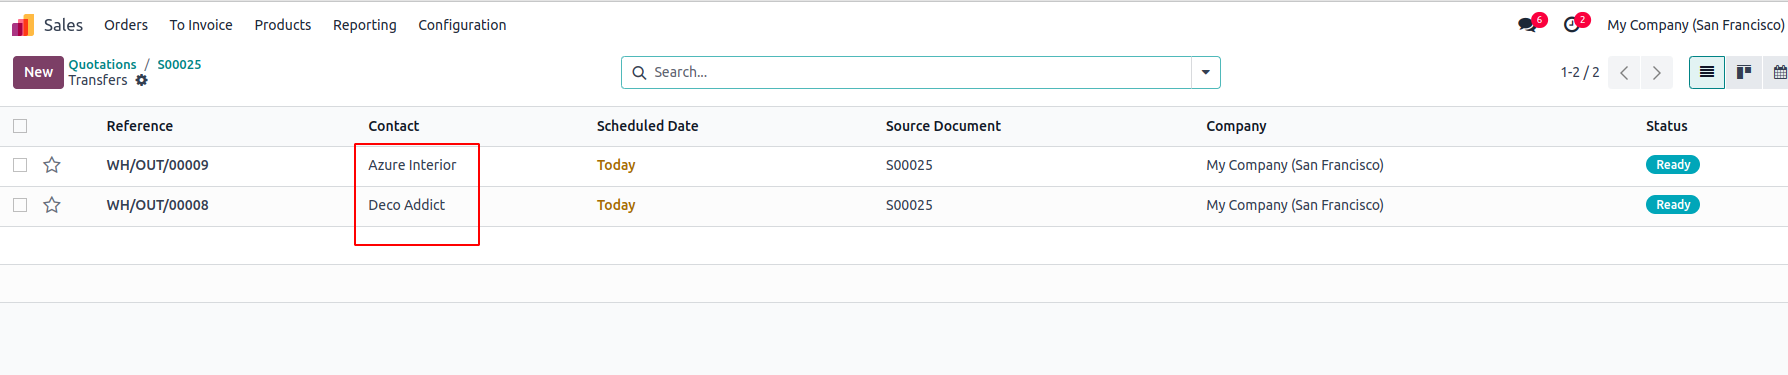 Sales Orders To Invoice Products Reporting Configuration 6 2 My Company (San Francisco)
New Quotations / S00025 Search... 1-2 / 2
Transfers
Reference Contact Scheduled Date Source Document Company Status
WH/OUT/00009 Azure Interior Today S00025 My Company (San Francisco) Ready
WH/OUT/00008 Deco Addict Today S00025 My Company (San Francisco) Ready